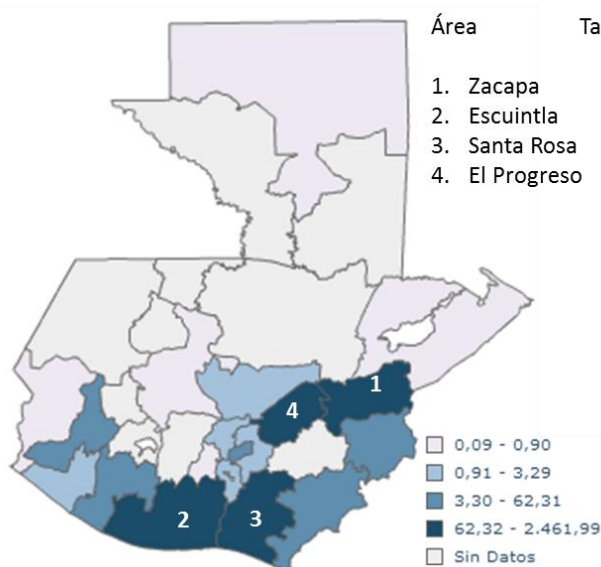 Área Ta
1. Zacapa
2. Escuintla
3. Santa Rosa
4. El Progreso
1
4
2
3
0,09 - 0,90
0,91 - 3,29
3,30 - 62,31
62,32 - 2.461,99
Sin Datos